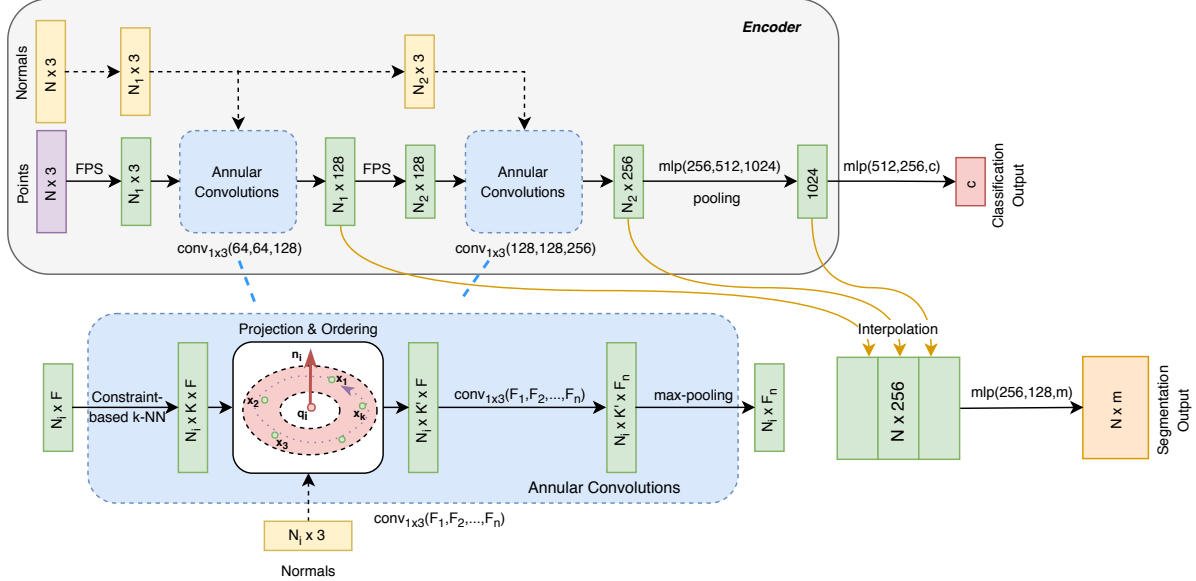 Encoder
Normals
N x 3
N₁ x 3
N₂ x 3
Points
N x 3
FPS
N₁ x 3
Annular
Convolutions
N₁ x 128
FPS
N₂ x 128
Annular
Convolutions
N₂ x 256
mlp(256,512,1024)
pooling
1024
mlp(512,256,c)
c
Classification
Output
conv₁ₓ₃(64,64,128)
conv₁ₓ₃(128,128,256)
Projection & Ordering
Interpolation
Nᵢ x F
Constraint-
based k-NN
Nᵢ x K x F
nᵢ
x₁
x₂
qᵢ
xₖ
x₃
Nᵢ x K' x F
conv₁ₓ₃(F₁,F₂,...,Fₙ)
Nᵢ x K' x Fₙ
max-pooling
Nᵢ x Fₙ
N x 256
mlp(256,128,m)
N x m
Segmentation
Output
Annular Convolutions
conv₁ₓ₃(F₁,F₂,...,Fₙ)
Nᵢ x 3
Normals